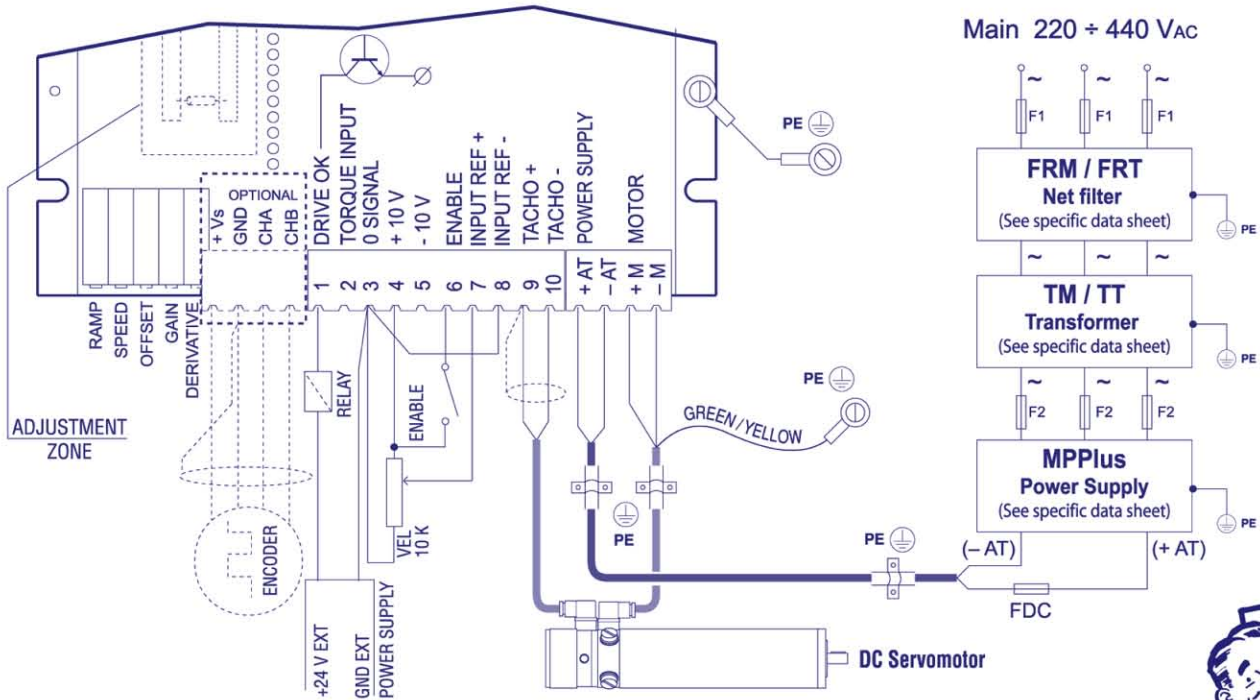 Main 220 ÷ 440 VAC
~ ~ ~
F1 F1 F1
FRM / FRT
Net filter
(See specific data sheet)
PE
~ ~ ~
TM / TT
Transformer
(See specific data sheet)
PE
~ ~ ~
F2 F2 F2
MPPlus
Power Supply
(See specific data sheet)
PE
(– AT)
(+ AT)
FDC
PE
OPTIONAL
+ Vs
GND
CHA
CHB
DRIVE OK
TORQUE INPUT
0 SIGNAL
+ 10 V
- 10 V
ENABLE
INPUT REF +
INPUT REF -
TACHO +
TACHO -
POWER SUPPLY
MOTOR
1
2
3
4
5
6
7
8
9
10
+ AT
– AT
+ M
– M
RAMP
SPEED
OFFSET
GAIN
DERIVATIVE
ADJUSTMENT
ZONE
RELAY
ENABLE
VEL
10 K
ENCODER
+24 V EXT
GND EXT
POWER SUPPLY
PE
GREEN/YELLOW
PE
PE
DC Servomotor